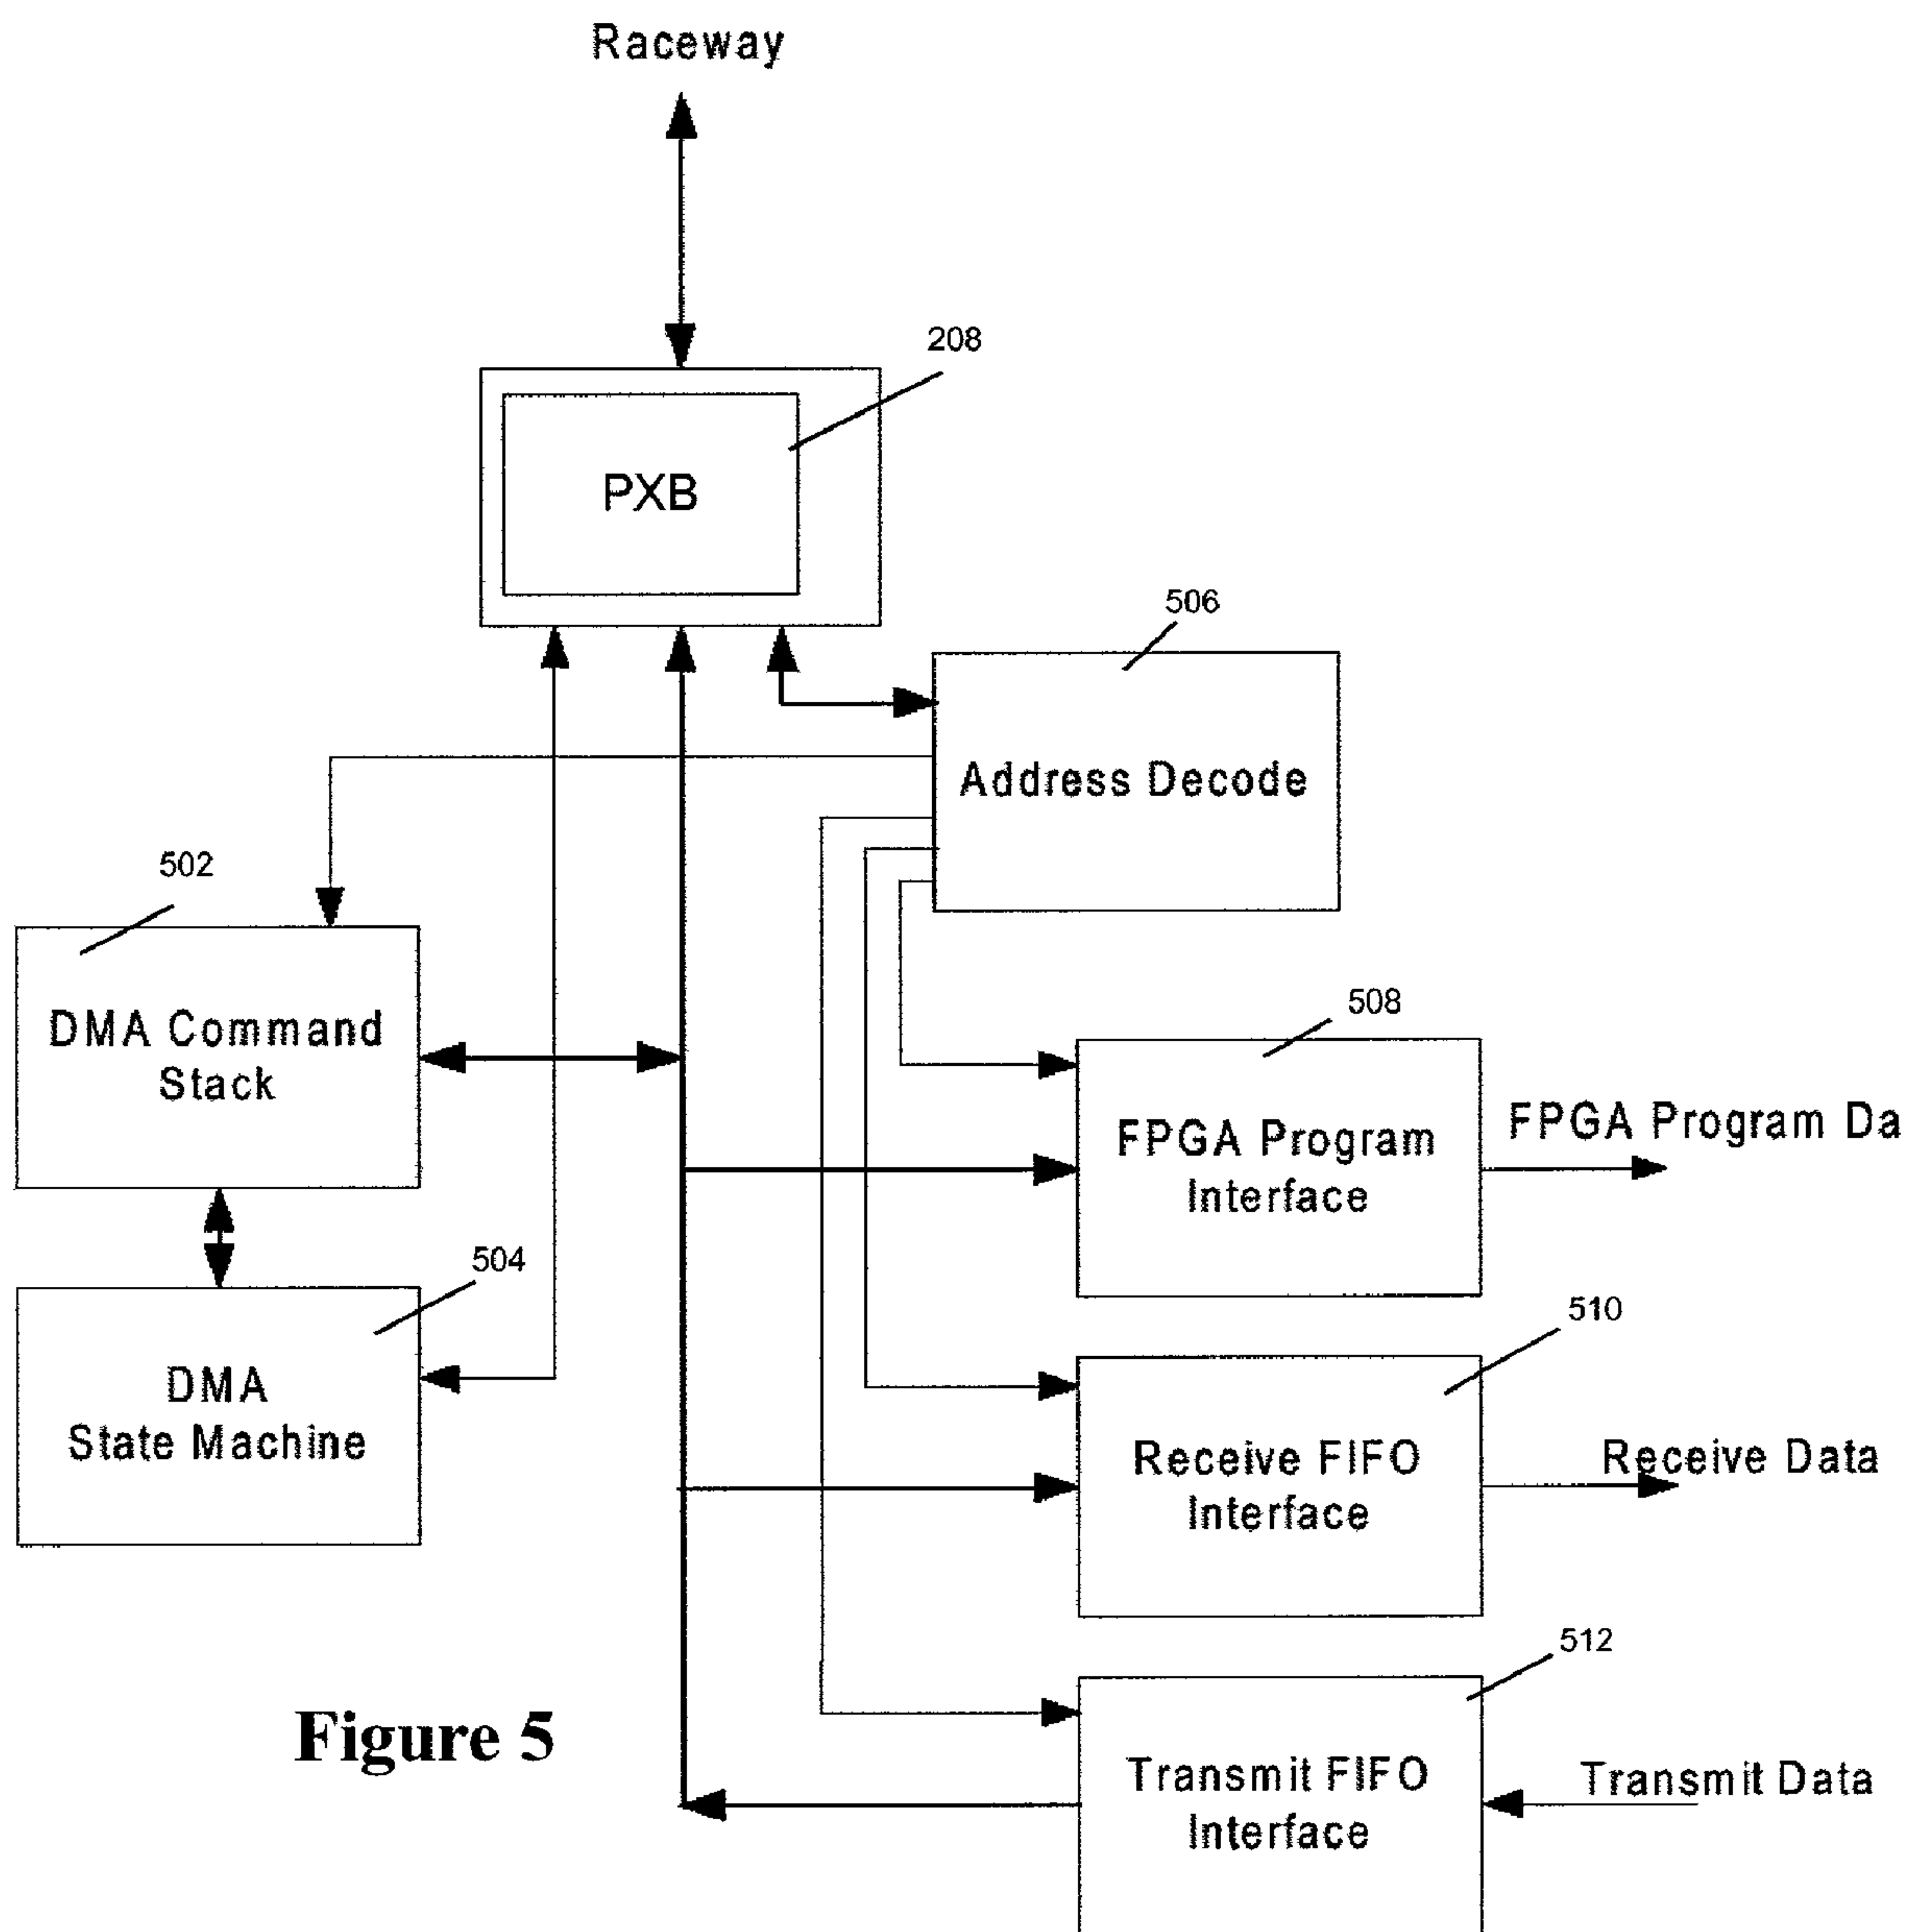 Raceway
208
PXB
506
Address Decode
502
DMA Command
Stack
508
FPGA Program
Interface
FPGA Program Da
504
DMA
State Machine
510
Receive FIFO
Interface
Receive Data
512
Transmit FIFO
Interface
Transmit Data
Figure 5